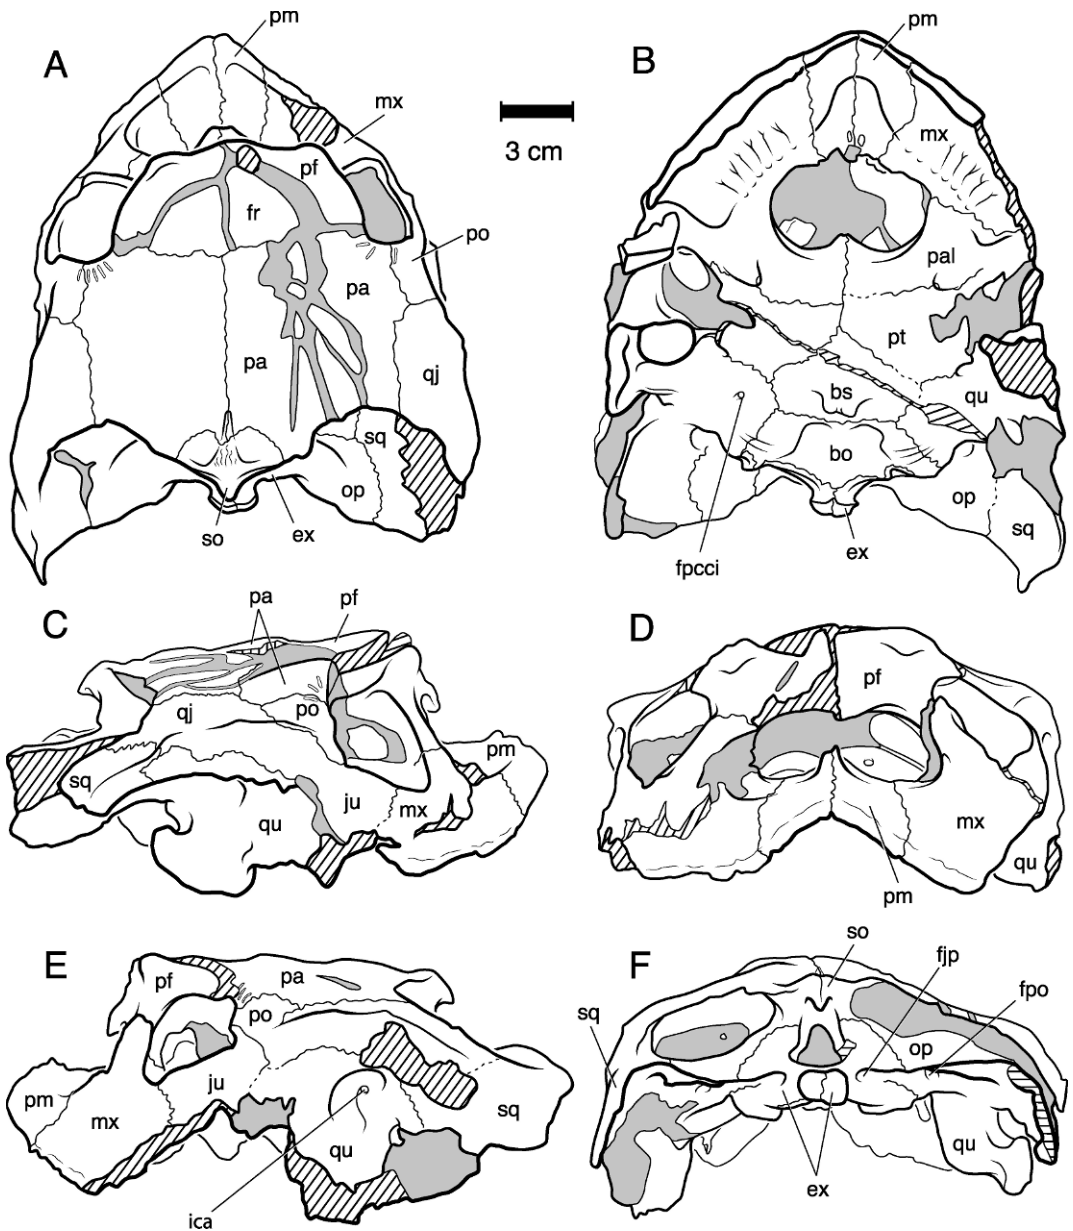 A
pm
mx
pf
fr
po
pa
pa
qj
sq
op
so
ex
3 cm
B
pm
mx
pal
pt
qu
bs
bo
op
sq
ex
fpcci
C
pa
pf
qj
po
pm
sq
ju
mx
qu
D
pf
mx
qu
pm
E
pf
pa
po
pm
ju
mx
sq
qu
ica
F
so
fjp
fpo
sq
op
qu
ex